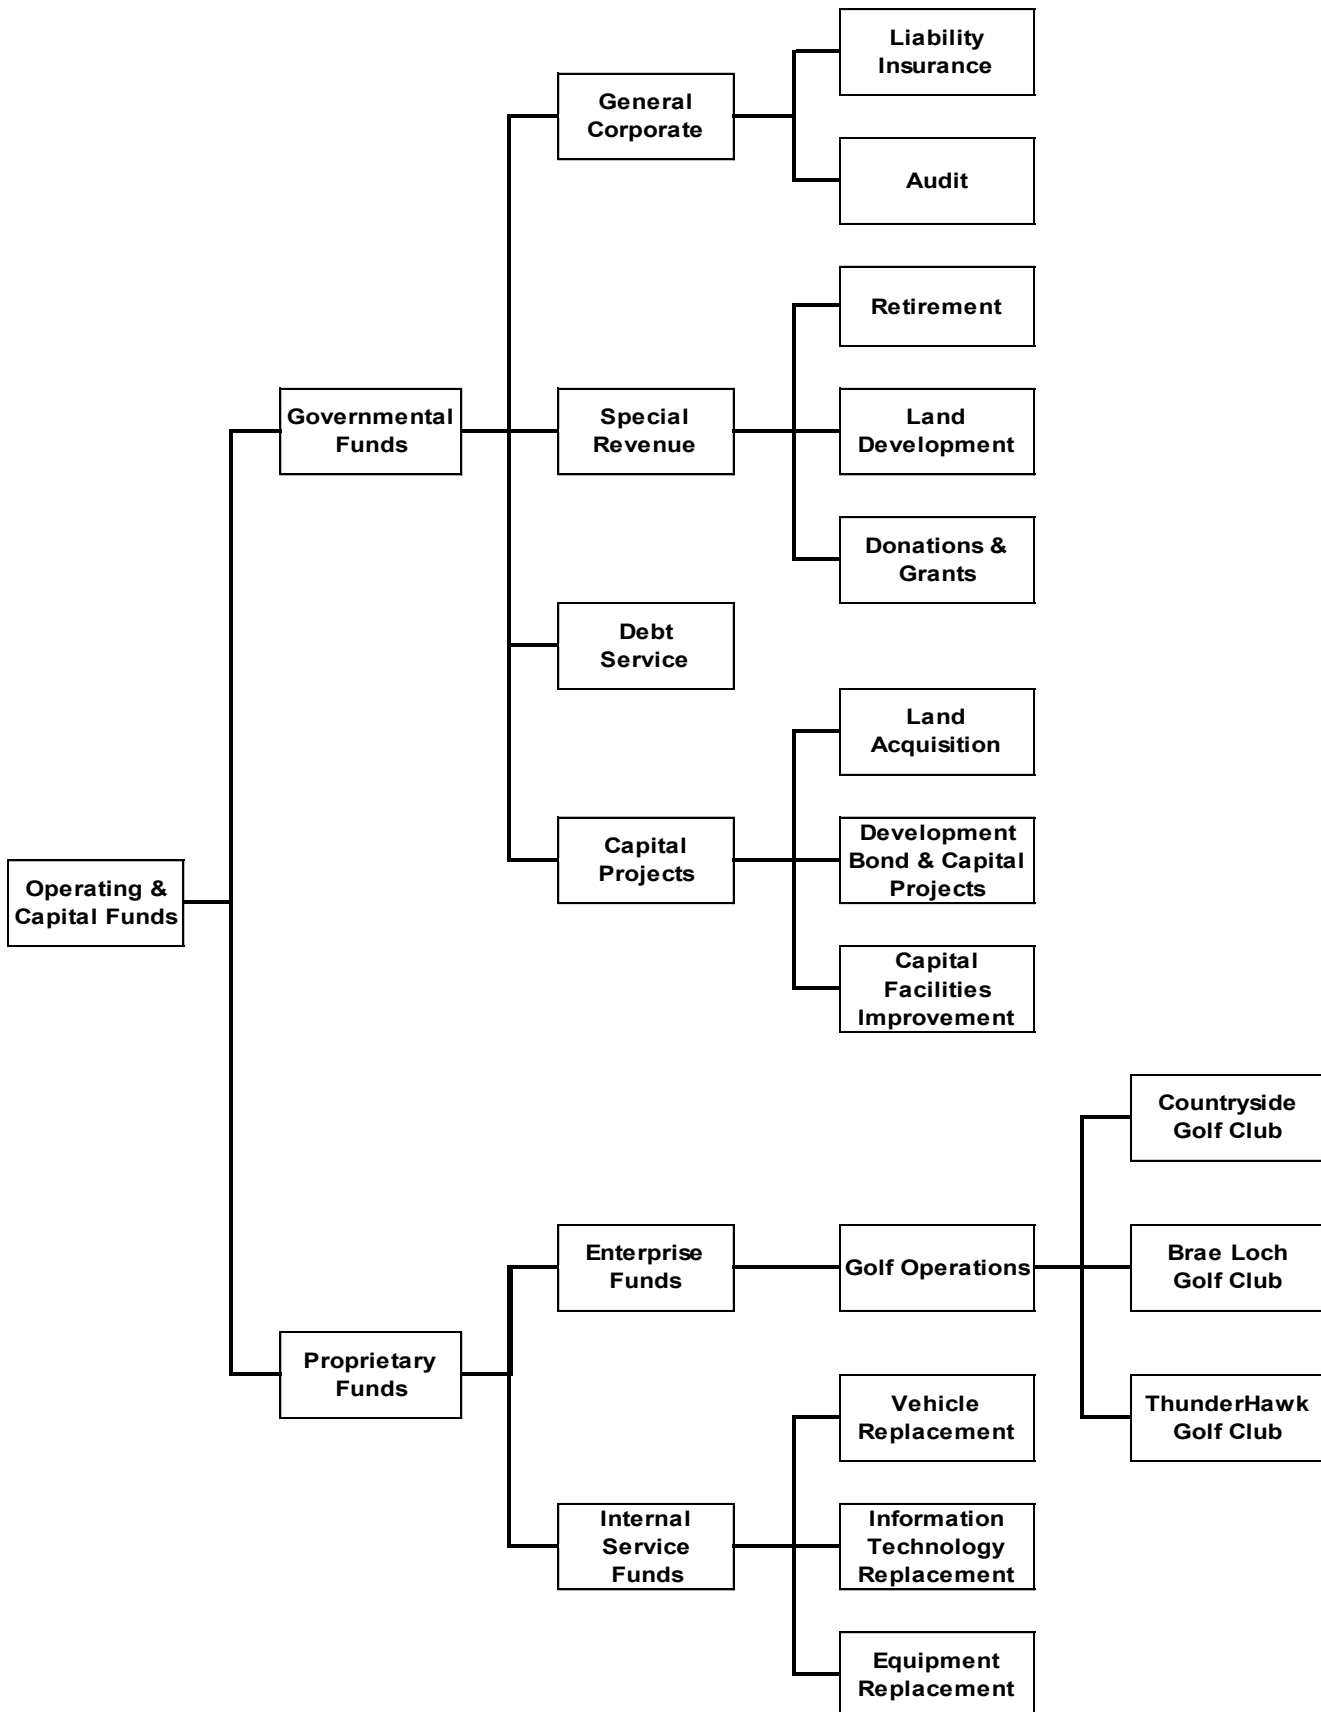 Liability
Insurance
General
Corporate
Audit
Retirement
Governmental
Funds
Special
Revenue
Land
Development
Donations &
Grants
Debt
Service
Land
Acquisition
Capital
Projects
Development
Bond & Capital
Projects
Operating &
Capital Funds
Capital
Facilities
Improvement
Countryside
Golf Club
Enterprise
Funds
Golf Operations
Brae Loch
Golf Club
Proprietary
Funds
Vehicle
Replacement
ThunderHawk
Golf Club
Internal
Service
Funds
Information
Technology
Replacement
Equipment
Replacement